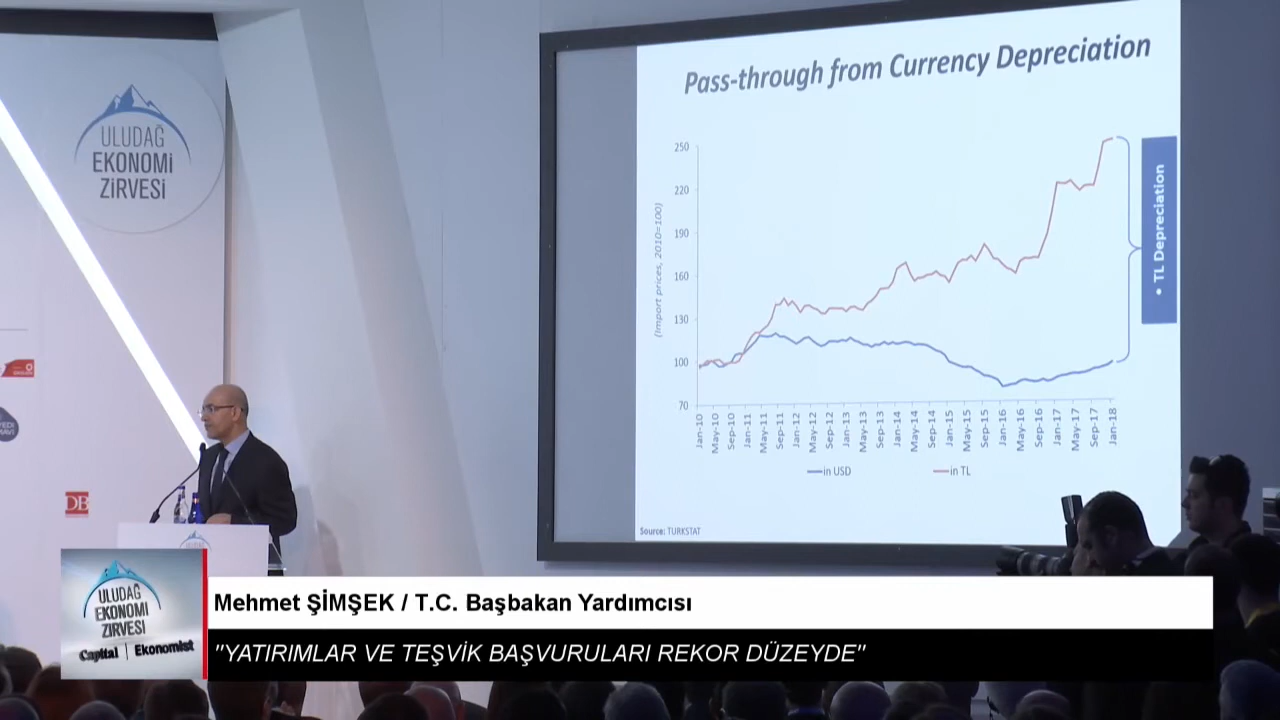 ULUDAĞ
EKONOMİ
ZİRVESİ
DB
Pass-through from Currency Depreciation
(Import prices, 2010=100)
250
220
190
160
130
100
70
Jan-10
May-10
Sep-10
Jan-11
May-11
Sep-11
Jan-12
May-12
Sep-12
Jan-13
May-13
Sep-13
Jan-14
May-14
Sep-14
Jan-15
May-15
Sep-15
Jan-16
May-16
Sep-16
Jan-17
May-17
Sep-17
Jan-18
in USD
in TL
• TL Depreciation
Source: TURKSTAT
ULUDAĞ
EKONOMİ
ZİRVESİ
Capital | Ekonomist
Mehmet ŞİMŞEK / T.C. Başbakan Yardımcısı
"YATIRIMLAR VE TEŞVİK BAŞVURULARI REKOR DÜZEYDE"